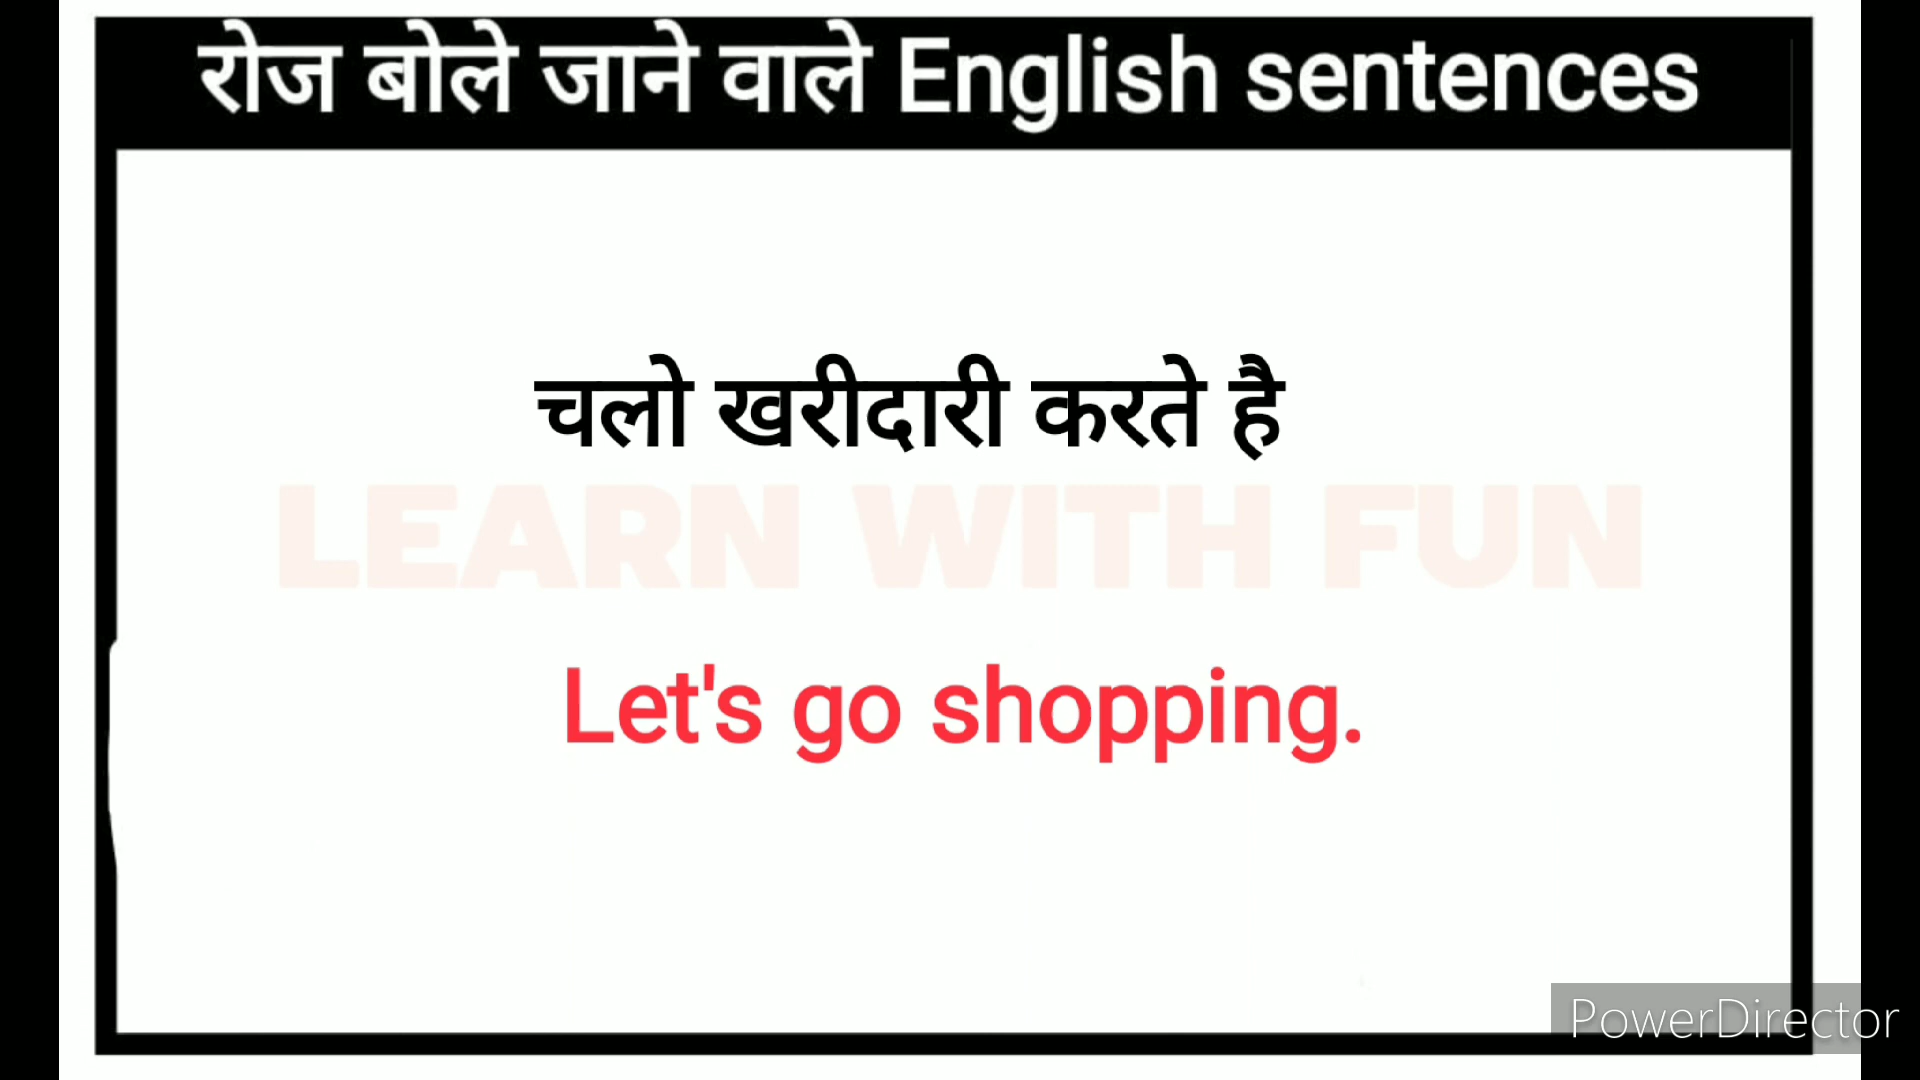 रोज बोले जाने वाले English sentences
चलो खरीदारी करते है
LEARN WITH FUN
Let's go shopping.
PowerDirector